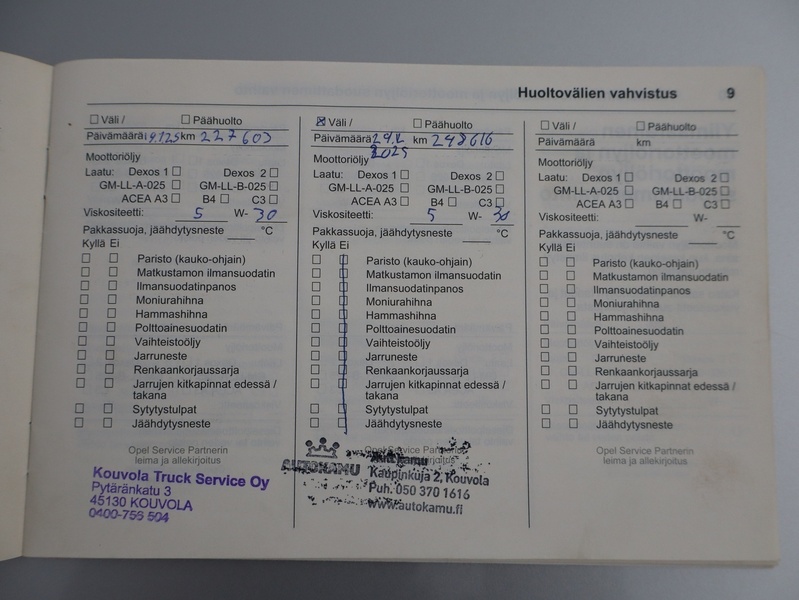 Huoltovälien vahvistus 9
☐ Väli / ☐ Päähuolto
Päivämäärä km 227603
Moottoriöljy
Laatu: Dexos 1 ☐ Dexos 2 ☐
GM-LL-A-025 ☐ GM-LL-B-025 ☐
ACEA A3 ☐ B4 ☐ C3 ☐
Viskositeetti: 5 W- 30
Pakkassuoja, jäähdytysneste ____ °C
Kyllä Ei
☐ ☐ Paristo (kauko-ohjain)
☐ ☐ Matkustamon ilmansuodatin
☐ ☐ Ilmansuodatinpanos
☐ ☐ Moniurahihna
☐ ☐ Hammashihna
☐ ☐ Polttoainesuodatin
☐ ☐ Vaihteistoöljy
☐ ☐ Jarruneste
☐ ☐ Renkaankorjaussarja
☐ ☐ Jarrujen kitkapinnat edessä /
takana
☐ ☐ Sytytystulpat
☐ ☐ Jäähdytysneste
Opel Service Partnerin
leima ja allekirjoitus
Kouvola Truck Service Oy
Pytäränkatu 3
45130 KOUVOLA
0400-756 504
☒ Väli / ☐ Päähuolto
Päivämäärä km 248616
2025
Moottoriöljy
Laatu: Dexos 1 ☐ Dexos 2 ☐
GM-LL-A-025 ☐ GM-LL-B-025 ☐
ACEA A3 ☐ B4 ☐ C3 ☐
Viskositeetti: 5 W- 30
Pakkassuoja, jäähdytysneste ____ °C
Kyllä Ei
☐ ☐ Paristo (kauko-ohjain)
☐ ☐ Matkustamon ilmansuodatin
☐ ☐ Ilmansuodatinpanos
☐ ☐ Moniurahihna
☐ ☐ Hammashihna
☐ ☐ Polttoainesuodatin
☐ ☐ Vaihteistoöljy
☐ ☐ Jarruneste
☐ ☐ Renkaankorjaussarja
☐ ☐ Jarrujen kitkapinnat edessä /
takana
☐ ☐ Sytytystulpat
☐ ☐ Jäähdytysneste
Opel Service Partnerin
AUTOKAMU
Kaupinkuja 2, Kouvola
Puh. 050 370 1616
www.autokamu.fi
☐ Väli / ☐ Päähuolto
Päivämäärä km
Moottoriöljy
Laatu: Dexos 1 ☐ Dexos 2 ☐
GM-LL-A-025 ☐ GM-LL-B-025 ☐
ACEA A3 ☐ B4 ☐ C3 ☐
Viskositeetti: ____ W- ____
Pakkassuoja, jäähdytysneste ____ °C
Kyllä Ei
☐ ☐ Paristo (kauko-ohjain)
☐ ☐ Matkustamon ilmansuodatin
☐ ☐ Ilmansuodatinpanos
☐ ☐ Moniurahihna
☐ ☐ Hammashihna
☐ ☐ Polttoainesuodatin
☐ ☐ Vaihteistoöljy
☐ ☐ Jarruneste
☐ ☐ Renkaankorjaussarja
☐ ☐ Jarrujen kitkapinnat edessä /
takana
☐ ☐ Sytytystulpat
☐ ☐ Jäähdytysneste
Opel Service Partnerin
leima ja allekirjoitus